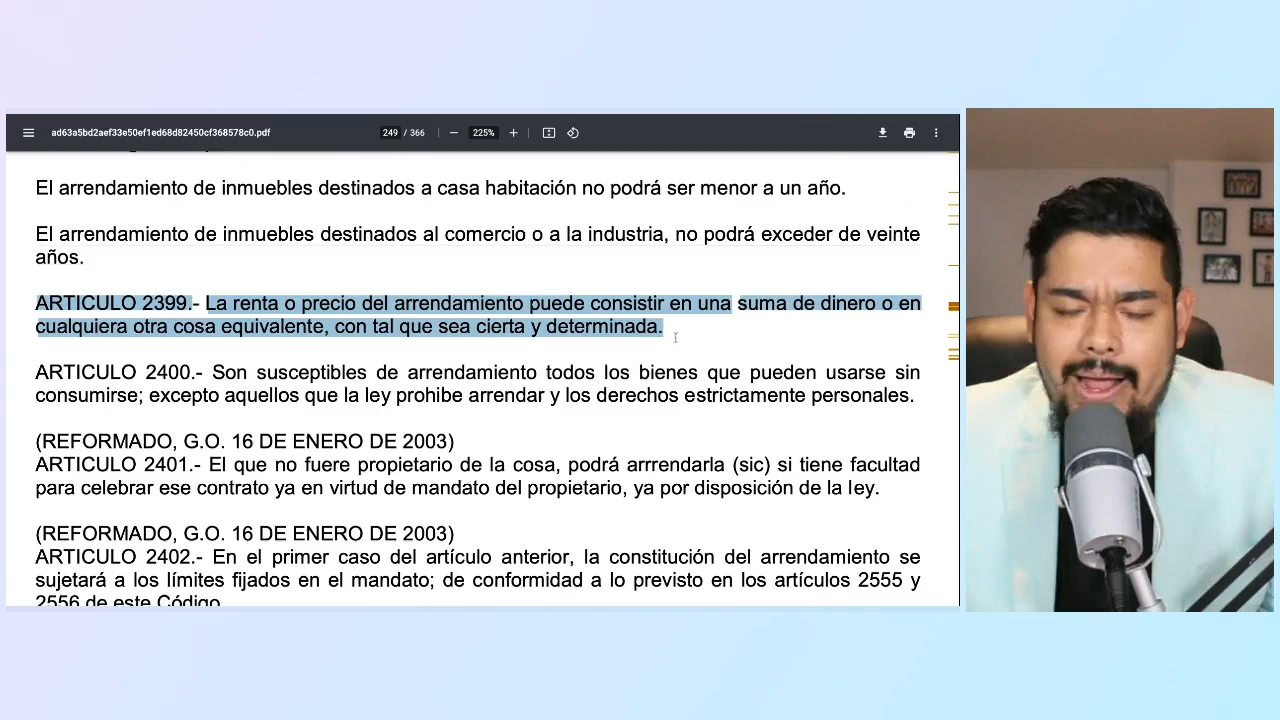 ad63a5bd2aef33e50ef1ed68d82450cf368578c0.pdf
249 / 366
225%
El arrendamiento de inmuebles destinados a casa habitación no podrá ser menor a un año.
El arrendamiento de inmuebles destinados al comercio o a la industria, no podrá exceder de veinte
años.
ARTICULO 2399.- La renta o precio del arrendamiento puede consistir en una suma de dinero o en
cualquiera otra cosa equivalente, con tal que sea cierta y determinada.
ARTICULO 2400.- Son susceptibles de arrendamiento todos los bienes que pueden usarse sin
consumirse; excepto aquellos que la ley prohibe arrendar y los derechos estrictamente personales.
(REFORMADO, G.O. 16 DE ENERO DE 2003)
ARTICULO 2401.- El que no fuere propietario de la cosa, podrá arrrendarla (sic) si tiene facultad
para celebrar ese contrato ya en virtud de mandato del propietario, ya por disposición de la ley.
(REFORMADO, G.O. 16 DE ENERO DE 2003)
ARTICULO 2402.- En el primer caso del artículo anterior, la constitución del arrendamiento se
sujetará a los límites fijados en el mandato; de conformidad a lo previsto en los artículos 2555 y
2556 de este Código